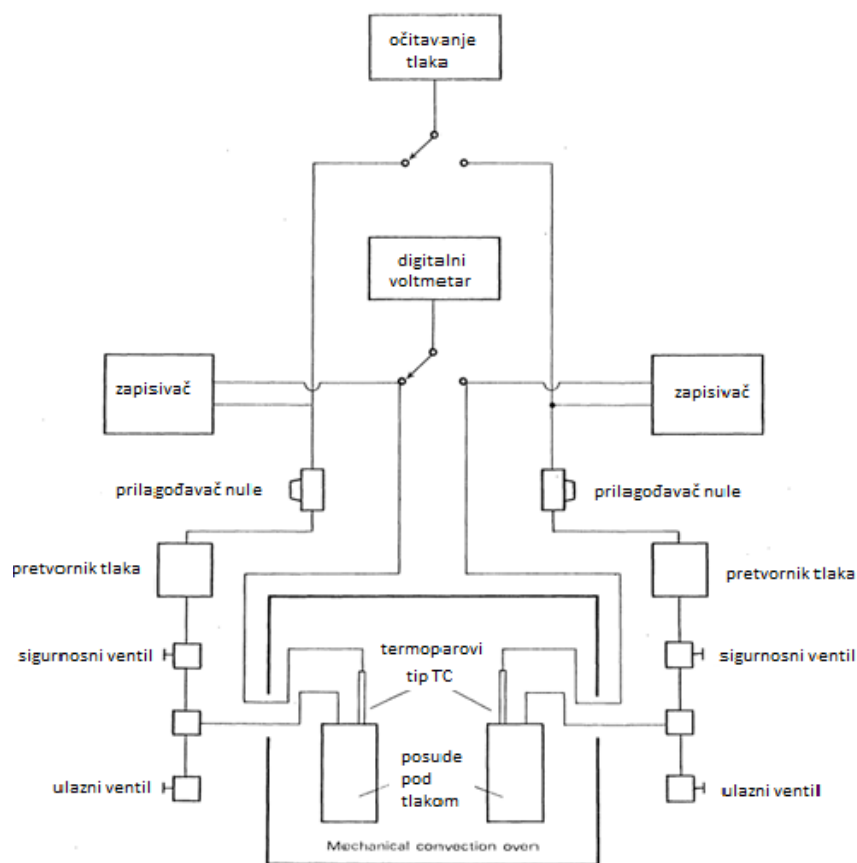 očitavanje
tlaka
digitalni
voltmetar
zapisivač
zapisivač
prilagođavač nule
prilagođavač nule
pretvornik tlaka
pretvornik tlaka
sigurnosni ventil
termoparovi
tip TC
sigurnosni ventil
posude
pod
tlakom
ulazni ventil
ulazni ventil
Mechanical convection oven